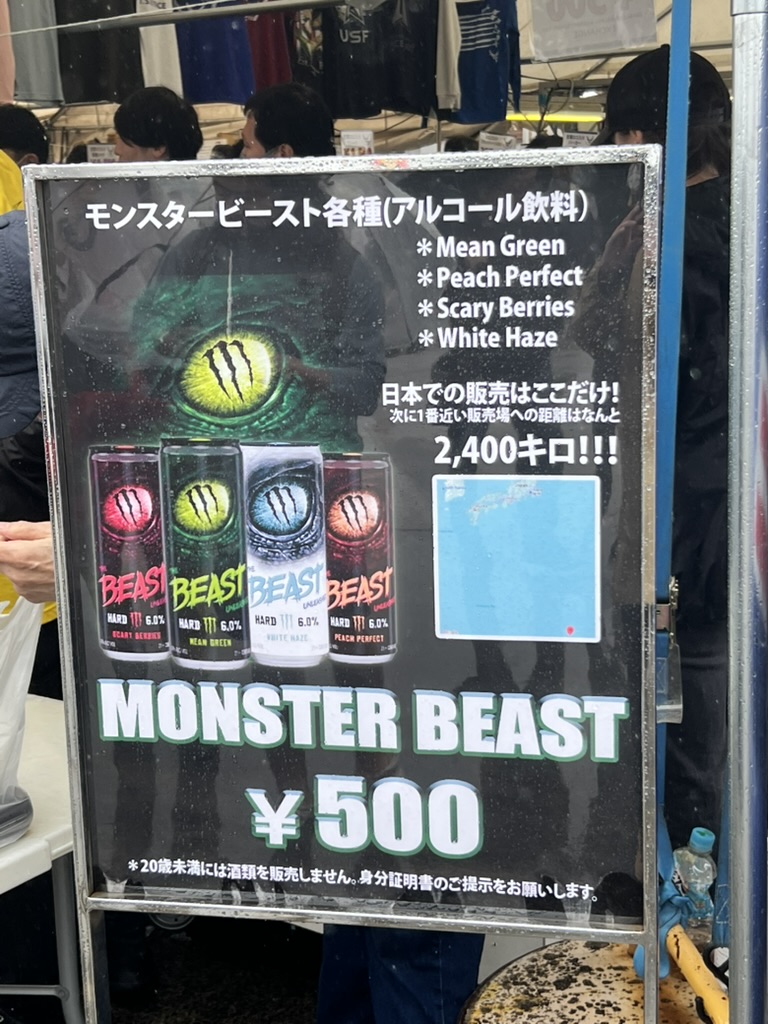 USF
モンスタービースト各種(アルコール飲料)
*Mean Green
*Peach Perfect
*Scary Berries
*White Haze
日本での販売はここだけ!
次に1番近い販売場への距離はなんと
2,400キロ!!!
THE
BEAST
HARD 6.0%
SCARY BERRIES
THE
BEAST
HARD 6.0%
MEAN GREEN
THE
BEAST
HARD 6.0%
WHITE HAZE
THE
BEAST
HARD 6.0%
PEACH PERFECT
MONSTER BEAST
¥500
*20歳未満には酒類を販売しません。身分証明書のご提示をお願いします。